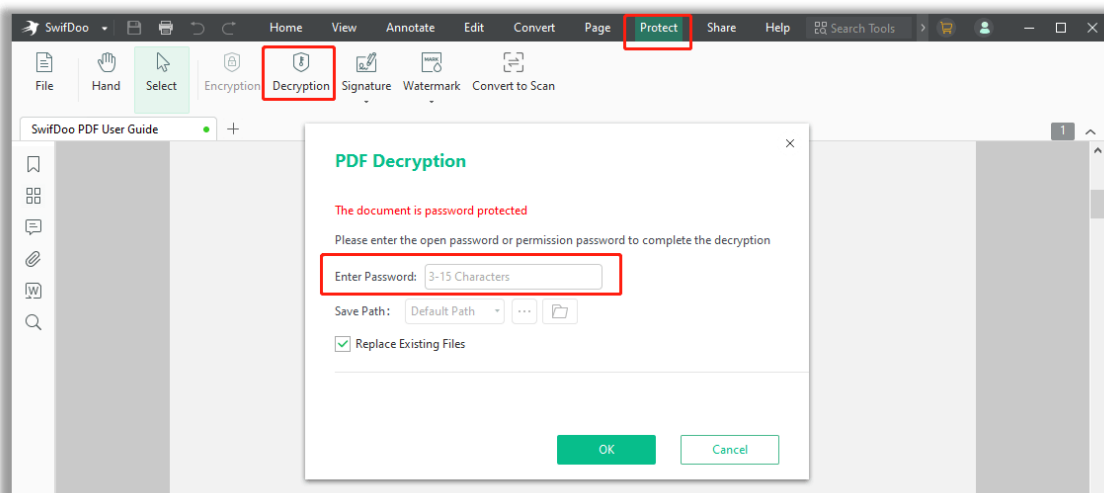 SwifDoo Home View Annotate Edit Convert Page Protect Share Help Search Tools
File Hand Select Encryption Decryption Signature Watermark Convert to Scan
MARK
SwifDoo PDF User Guide
1
PDF Decryption
The document is password protected
Please enter the open password or permission password to complete the decryption
Enter Password: 3-15 Characters
Save Path: Default Path ...
Replace Existing Files
OK Cancel
W